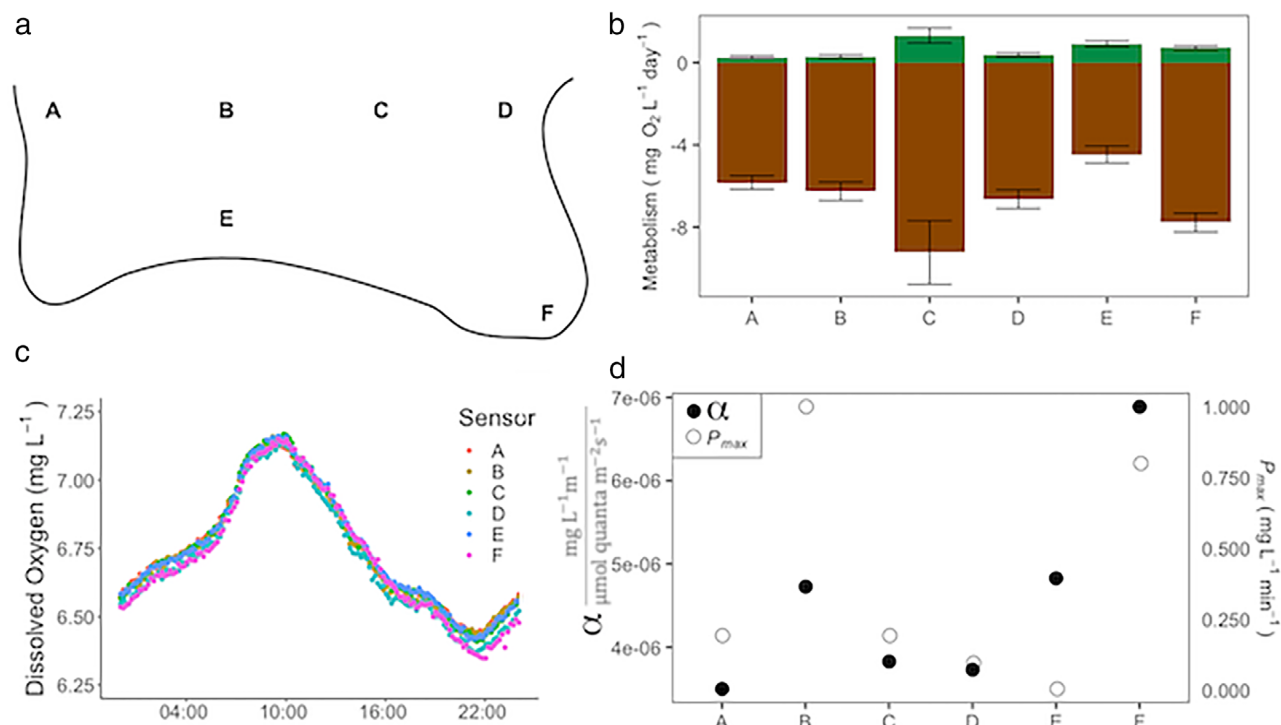 a
A B C D
E
F
b
Metabolism ( mg O₂ L⁻¹ day⁻¹ )
0
-4
-8
A B C D E F
c
Dissolved Oxygen (mg L⁻¹ )
7.25
7.00
6.75
6.50
6.25
04:00 10:00 16:00 22:00
Sensor
A
B
C
D
E
F
d
α mg L⁻¹m⁻¹
μmol quanta m⁻²s⁻¹
7e-06
6e-06
5e-06
4e-06
α
Pmax
1.000
0.750
0.500
0.250
0.000
Pmax ( mg L⁻¹ min⁻¹ )
A B C D E F